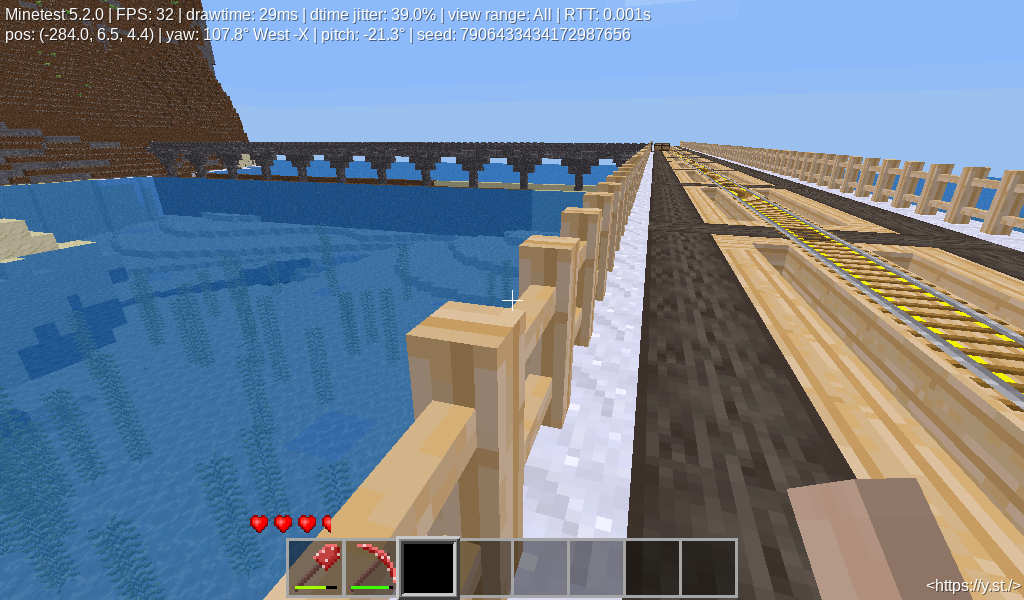 Minetest 5.2.0 | FPS: 32 | drawtime: 29ms | dtime jitter: 39.0% | view range: All | RTT: 0.001s
pos: (-284.0, 6.5, 4.4) | yaw: 107.8° West -X | pitch: -21.3° | seed: 7906433434172987656
<https://y.st./>